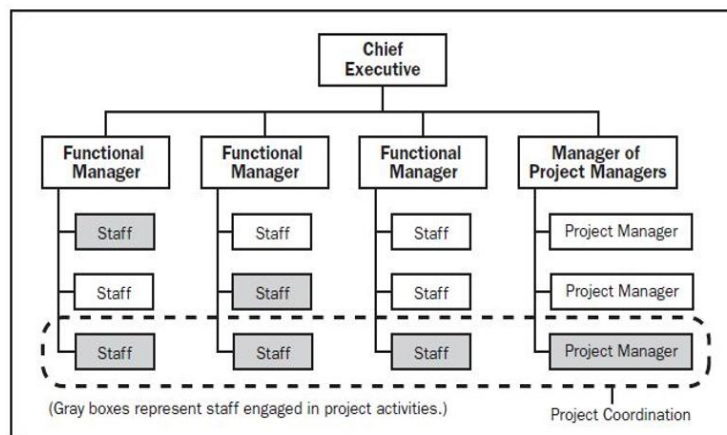 Chief
Executive
Functional
Manager
Functional
Manager
Functional
Manager
Manager of
Project Managers
Staff
Staff
Staff
Project Manager
Staff
Staff
Staff
Project Manager
Staff
Staff
Staff
Project Manager
(Gray boxes represent staff engaged in project activities.)
Project Coordination